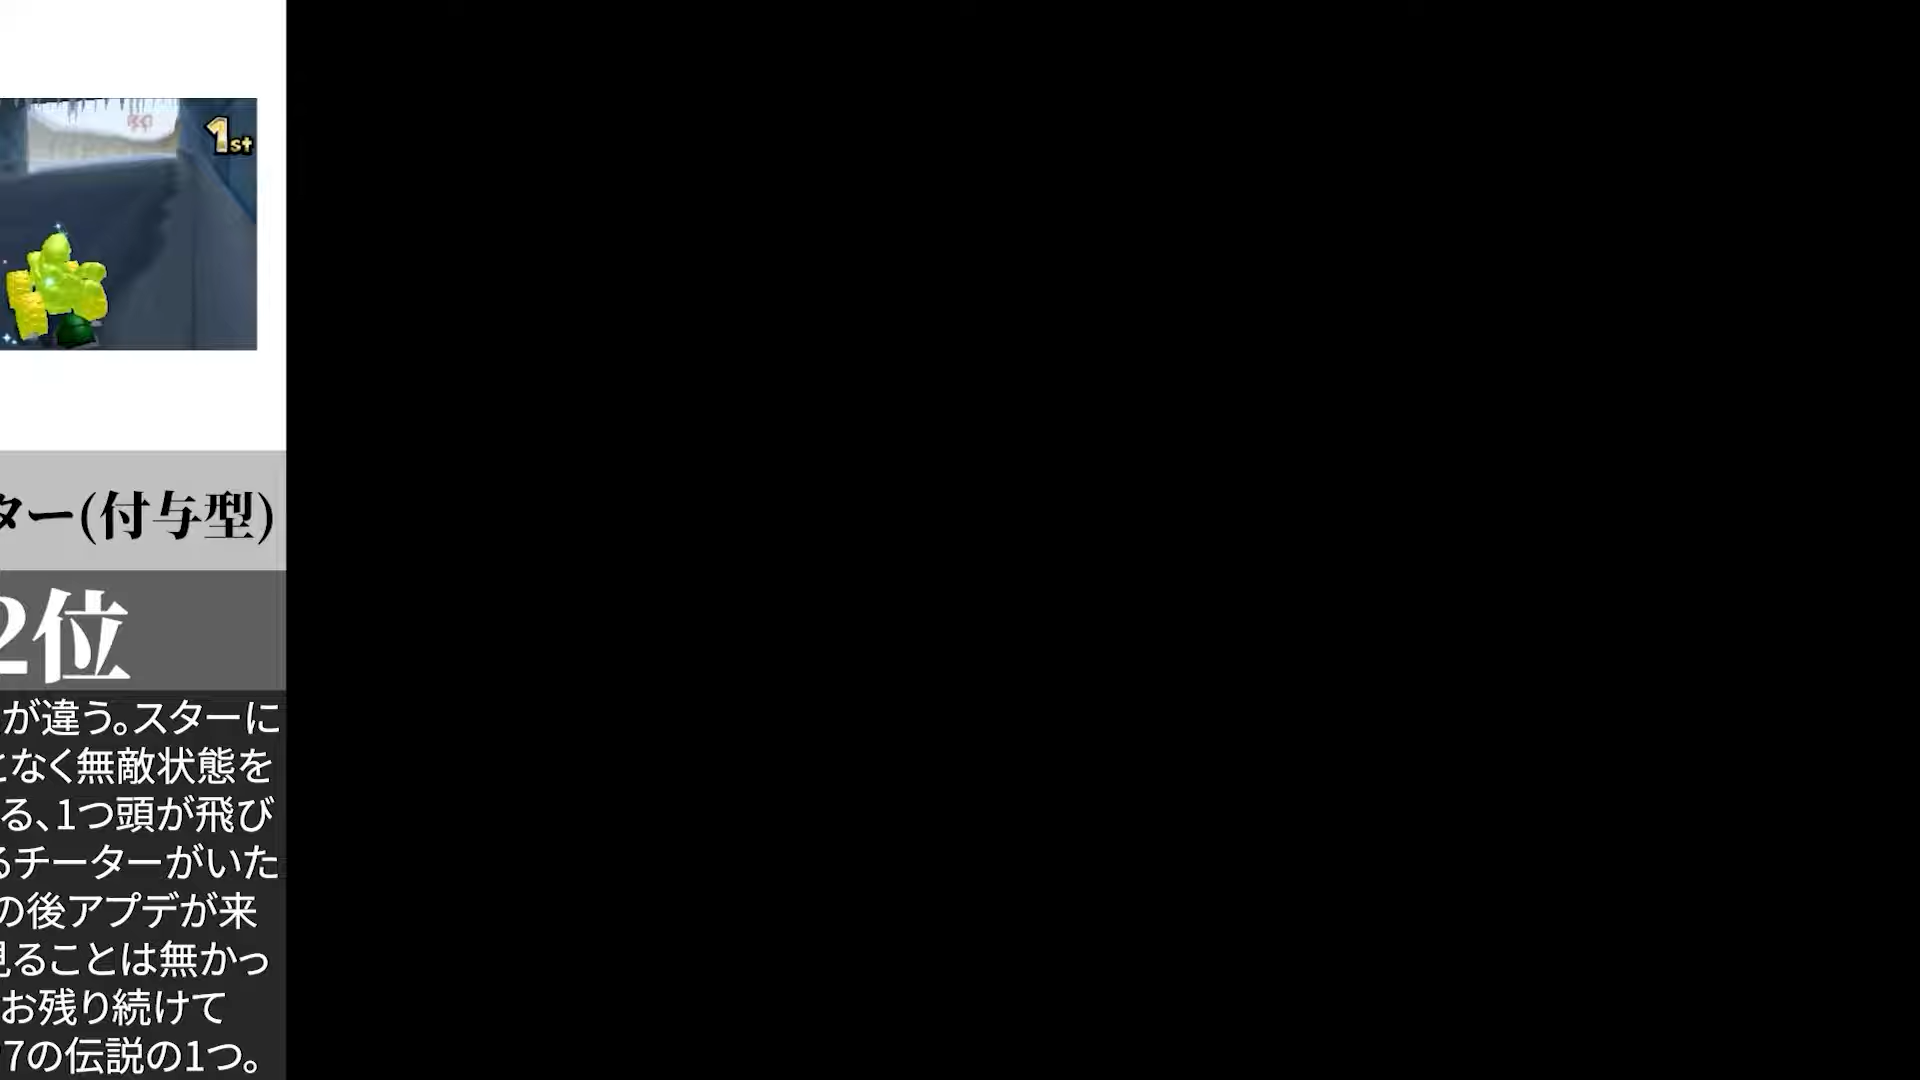 1st
ター(付与型)
2位
が違う。スターに
となく無敵状態を
る、1つ頭が飛び
るチーターがいた
の後アプデが来
見ることは無かっ
お残り続けて
7の伝説の1つ。